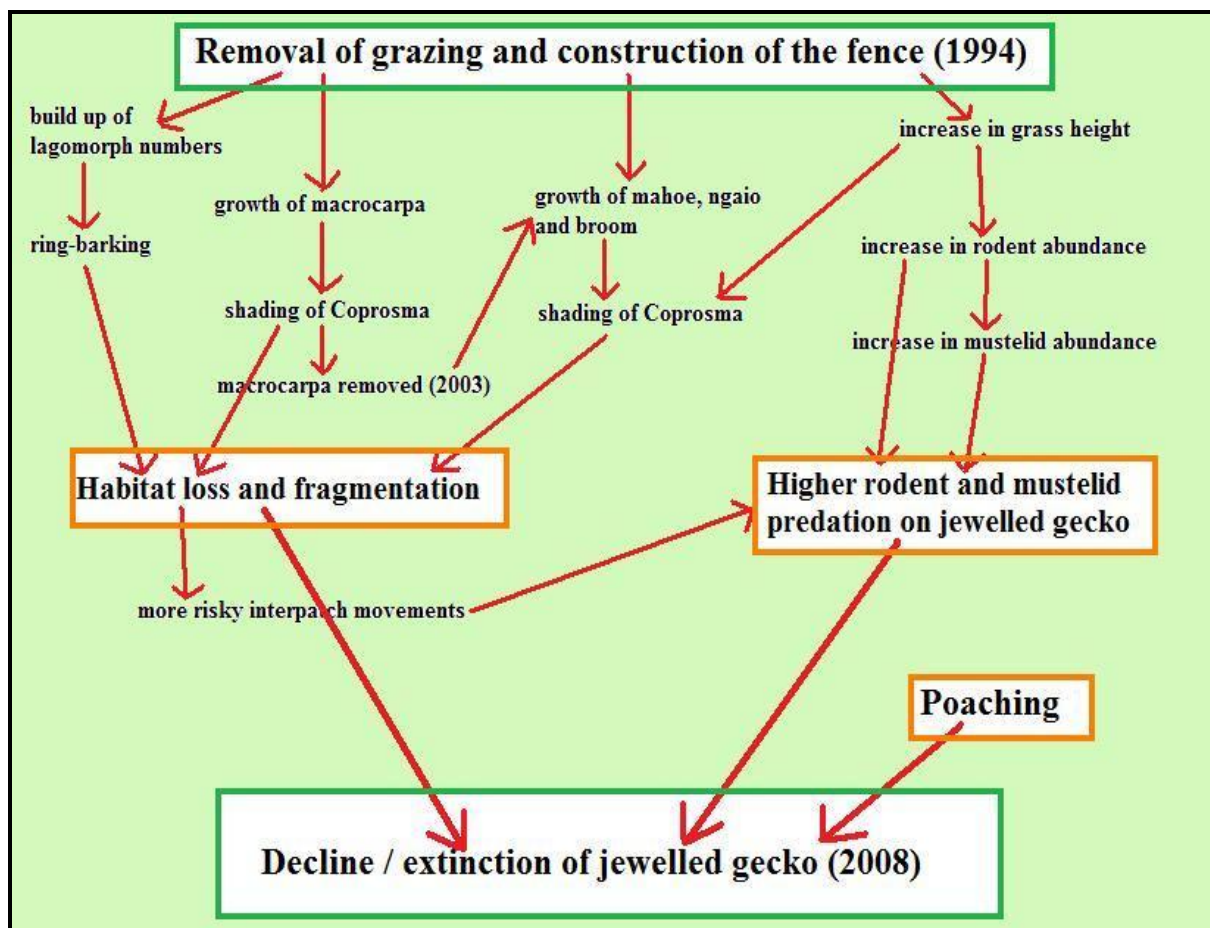 Removal of grazing and construction of the fence (1994)
build up of
lagomorph numbers
increase in grass height
growth of macrocarpa
growth of mahoe, ngaio
and broom
ring-barking
increase in rodent abundance
shading of Coprosma
shading of Coprosma
increase in mustelid abundance
macrocarpa removed (2003)
Habitat loss and fragmentation
Higher rodent and mustelid
predation on jewelled gecko
more risky interpatch movements
Poaching
Decline / extinction of jewelled gecko (2008)